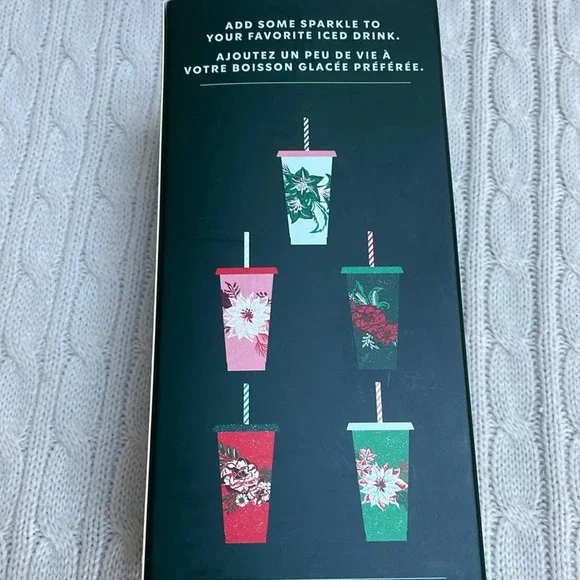 ADD SOME SPARKLE TO
YOUR FAVORITE ICED DRINK.
AJOUTEZ UN PEU DE VIE À
VOTRE BOISSON GLACÉE PRÉFÉRÉE.